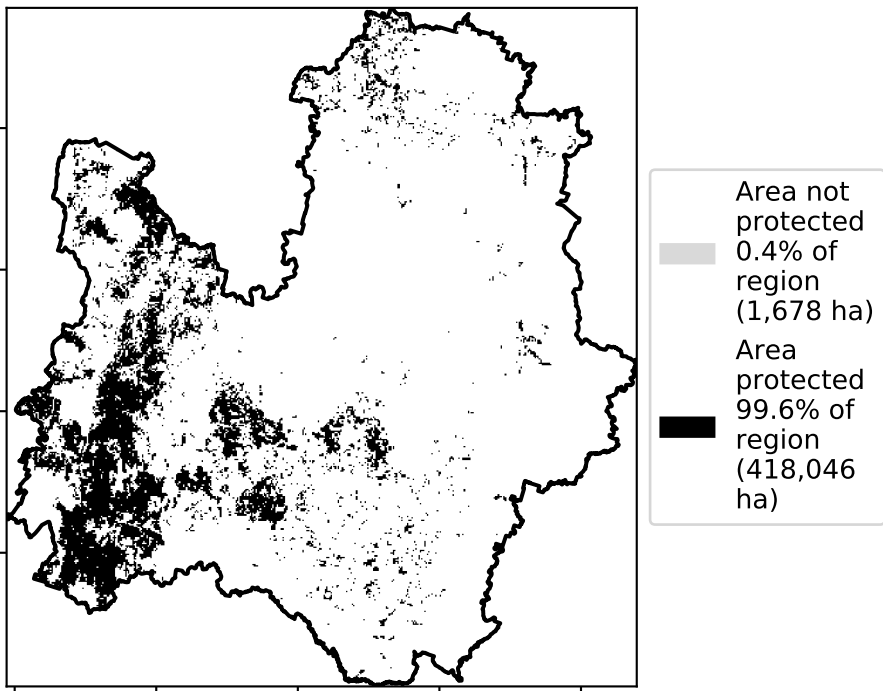 Area not
protected
0.4% of
region
(1,678 ha)
Area
protected
99.6% of
region
(418,046
ha)